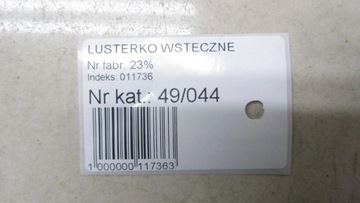 LUSTERKO WSTECZNE
Nr fabr. 23%
Indeks: 011736
Nr kat.: 49/044
1 000000 117363